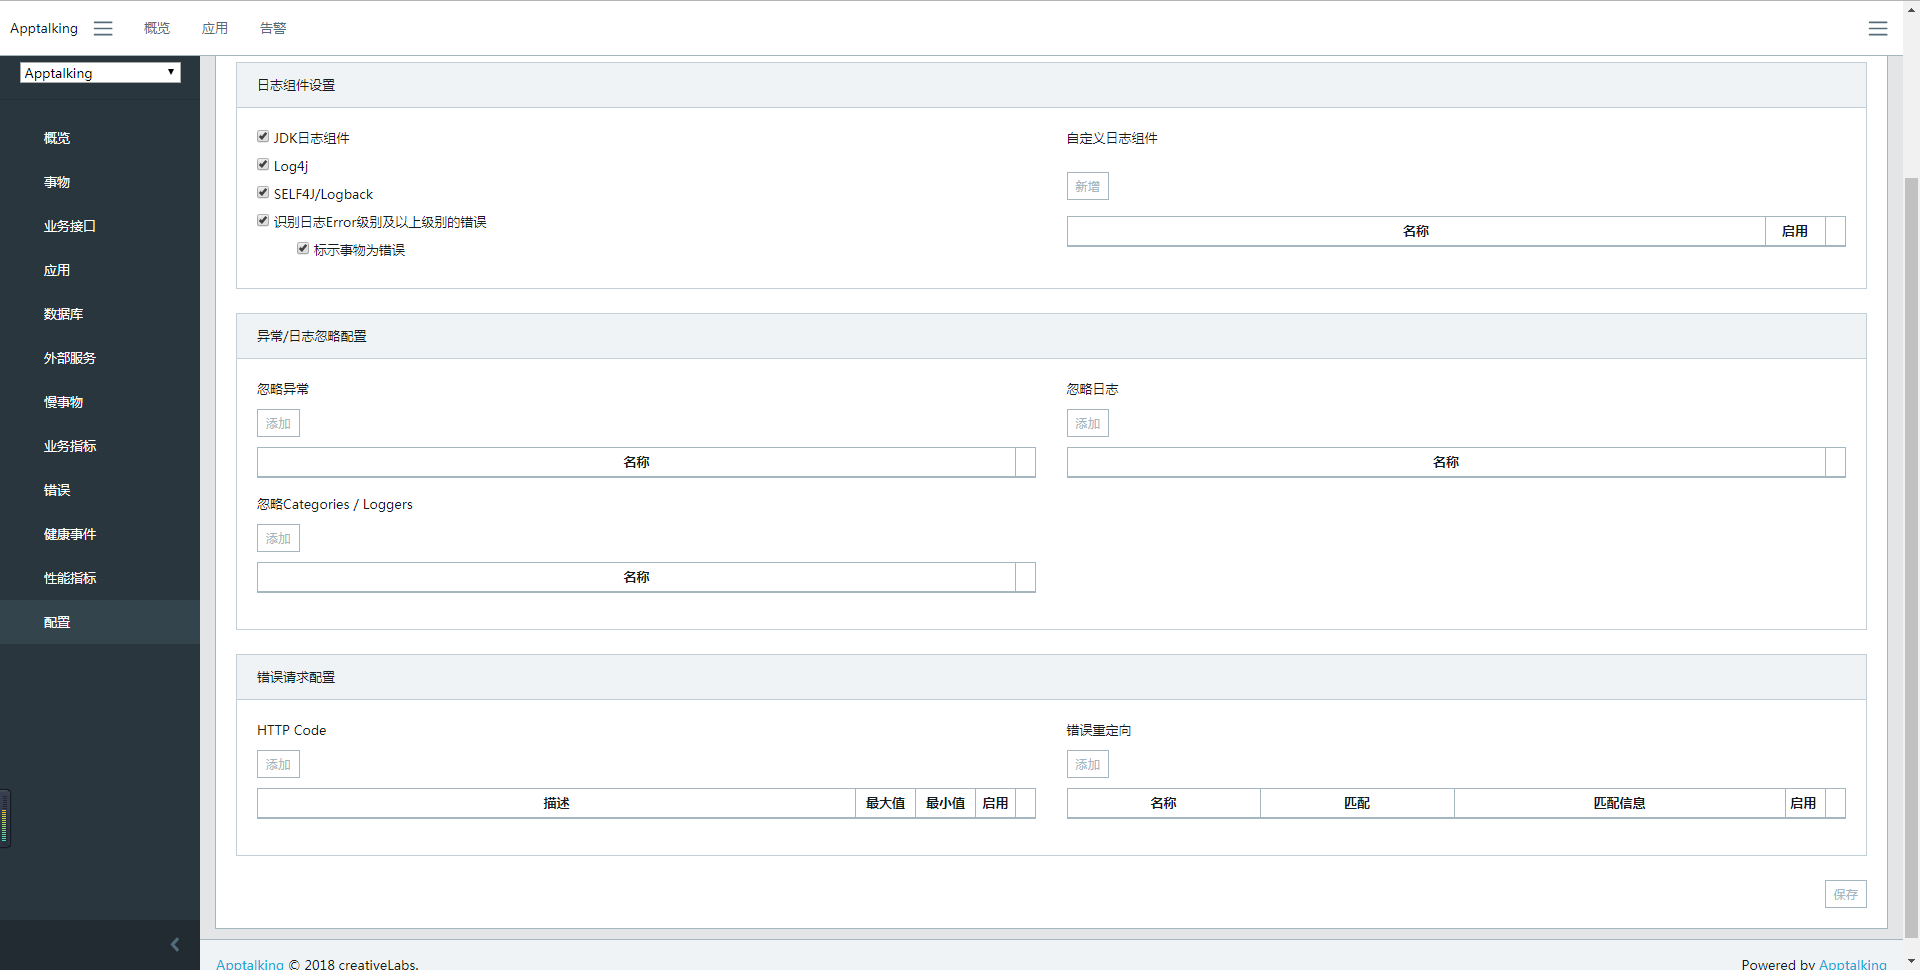 Apptalking 概览 应用 告警
Apptalking
概览
事物
业务接口
应用
数据库
外部服务
慢事物
业务指标
错误
健康事件
性能指标
配置
日志组件设置
JDK日志组件
Log4j
SELF4J/Logback
识别日志Error级别及以上级别的错误
标示事物为错误
自定义日志组件
新增
名称 启用
异常/日志忽略配置
忽略异常
添加
名称
忽略日志
添加
名称
忽略Categories / Loggers
添加
名称
错误请求配置
HTTP Code
添加
描述 最大值 最小值 启用
错误重定向
添加
名称 匹配 匹配信息 启用
保存
Apptalking © 2018 creativeLabs.
Powered by Apptalking